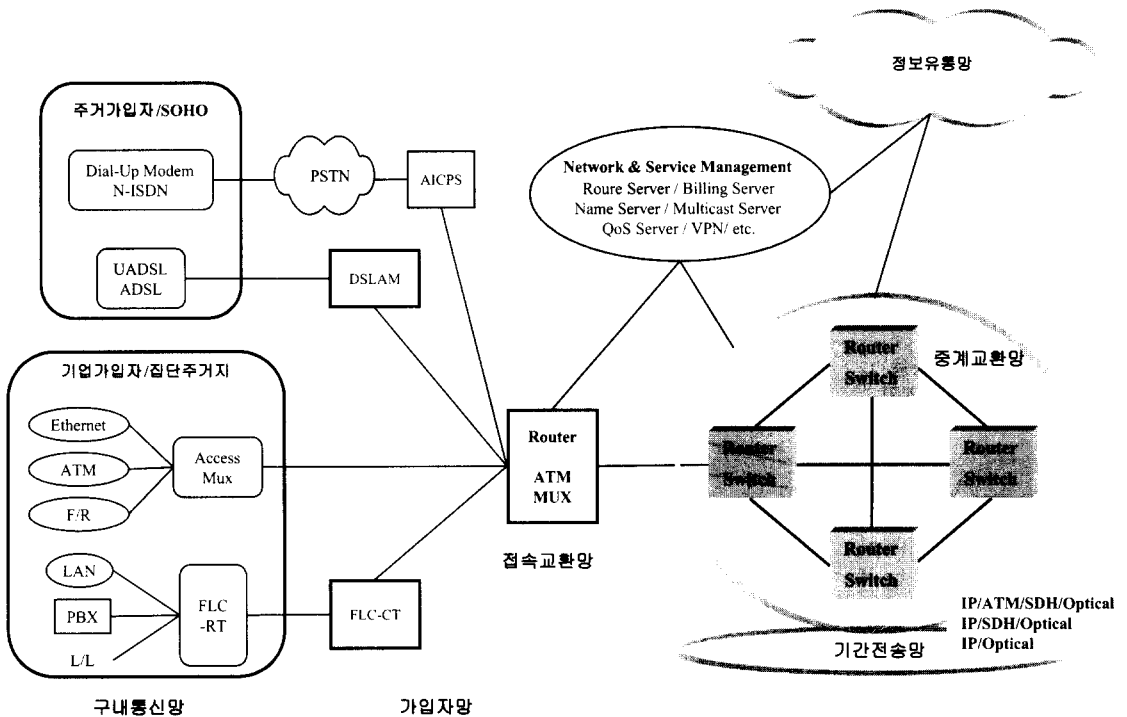 정보유통망
주거가입자/SOHO
Dial-Up Modem
N-ISDN
PSTN
AICPS
UADSL
ADSL
DSLAM
Network & Service Management
Roure Server / Billing Server
Name Server / Multicast Server
QoS Server / VPN/ etc.
기업가입자/집단주거지
Ethernet
ATM
F/R
Access
Mux
LAN
PBX
L/L
FLC
-RT
FLC-CT
Router
ATM
MUX
접속교환망
중계교환망
Router
Switch
Router
Switch
Router
Switch
Router
Switch
IP/ATM/SDH/Optical
IP/SDH/Optical
IP/Optical
기간전송망
구내통신망
가입자망